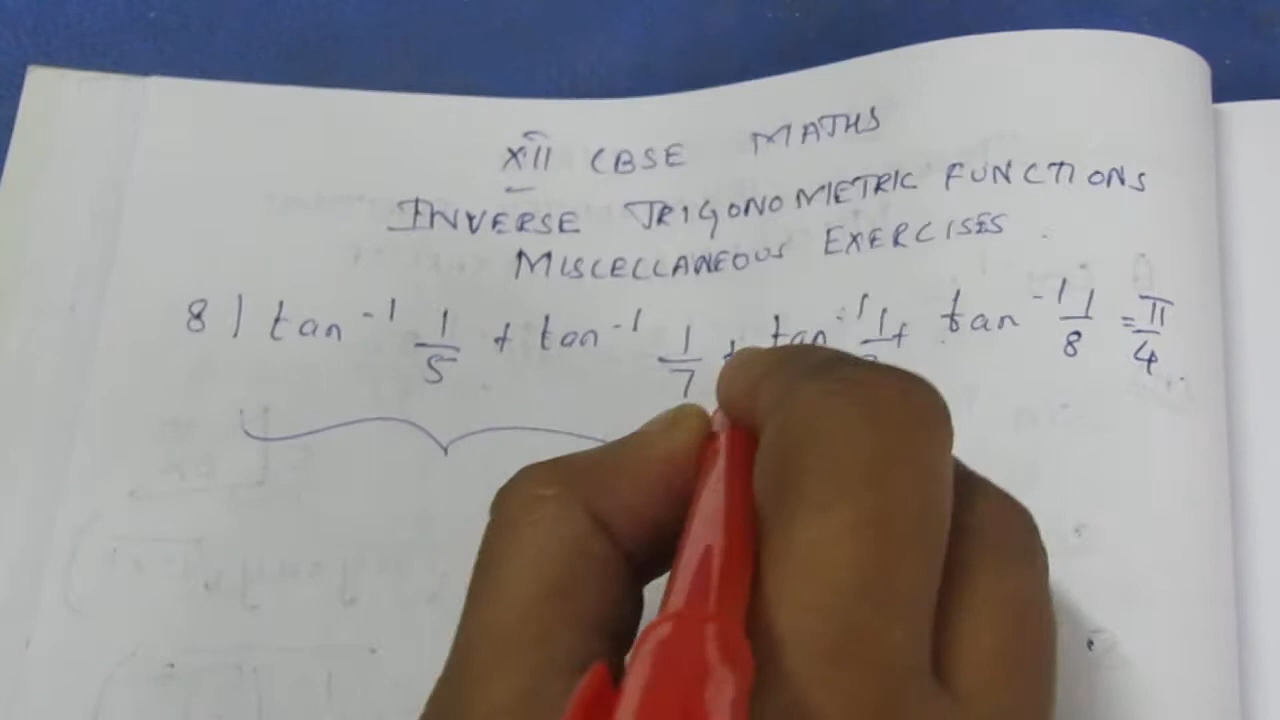 XII CBSE MATHS
INVERSE TRIGONOMETRIC FUNCTIONS
MISCELLANEOUS EXERCISES.
8) tan⁻¹ 1/5 + tan⁻¹ 1/7 + tan⁻¹ 1/ + tan⁻¹ 1/8 = π/4